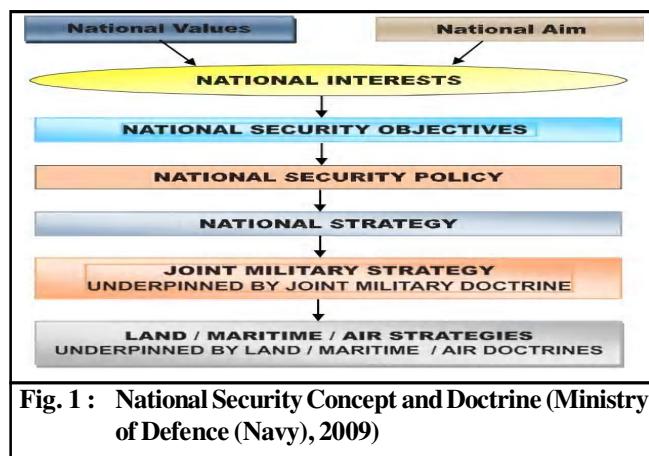 National Values
National Aim
NATIONAL INTERESTS
NATIONAL SECURITY OBJECTIVES
NATIONAL SECURITY POLICY
NATIONAL STRATEGY
JOINT MILITARY STRATEGY
UNDERPINNED BY JOINT MILITARY DOCTRINE
LAND / MARITIME / AIR STRATEGIES
UNDERPINNED BY LAND / MARITIME / AIR DOCTRINES
Fig. 1 : National Security Concept and Doctrine (Ministry
of Defence (Navy), 2009)